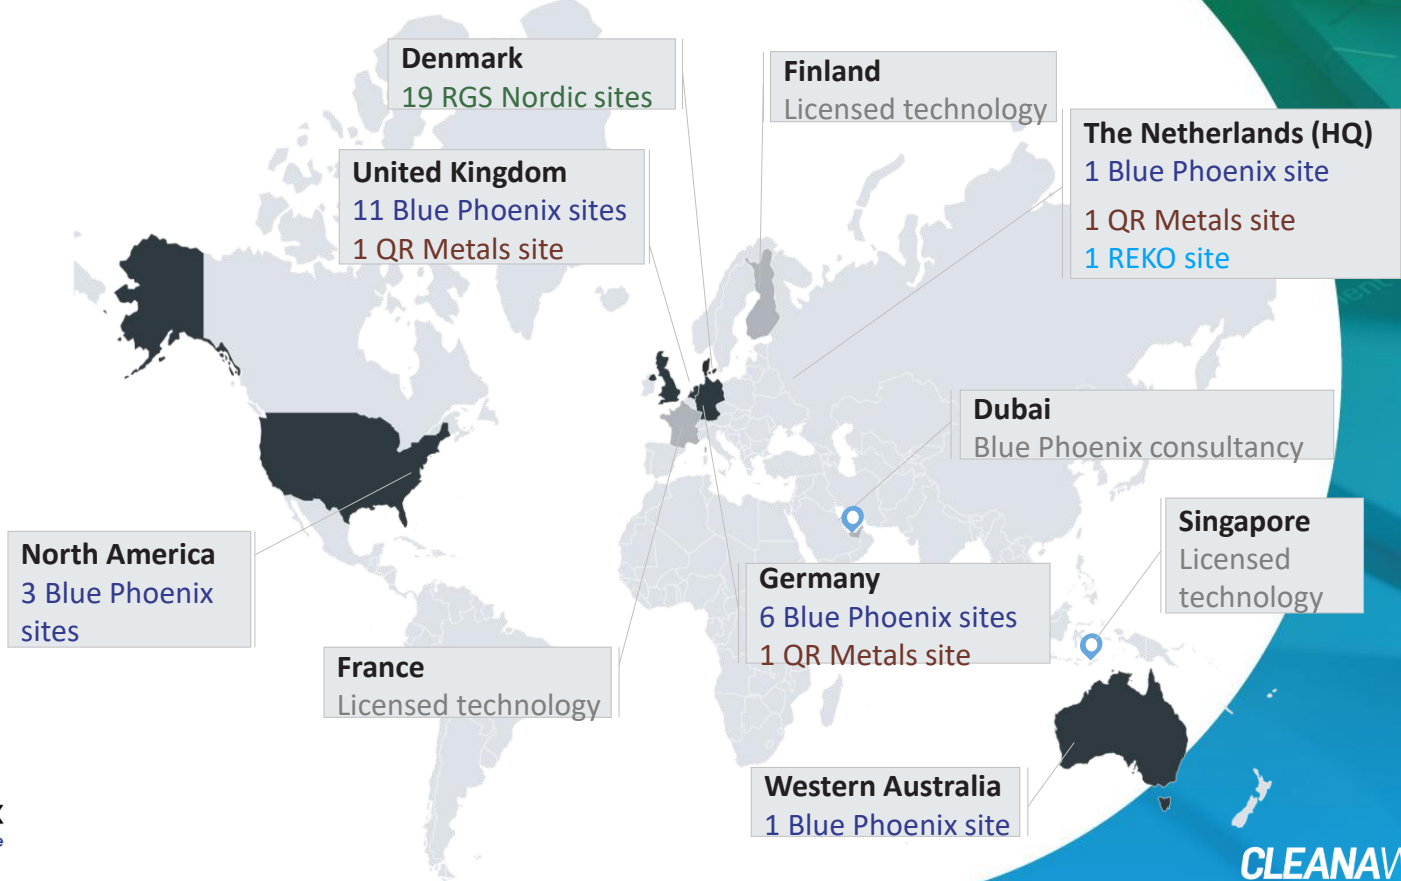 Denmark
19 RGS Nordic sites
Finland
Licensed technology
The Netherlands (HQ)
1 Blue Phoenix site
1 QR Metals site
1 REKO site
United Kingdom
11 Blue Phoenix sites
1 QR Metals site
Dubai
Blue Phoenix consultancy
Singapore
Licensed
technology
North America
3 Blue Phoenix
sites
Germany
6 Blue Phoenix sites
1 QR Metals site
France
Licensed technology
Western Australia
1 Blue Phoenix site